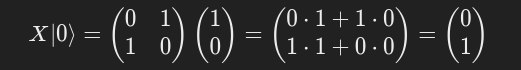 X|0⟩ = (0 1 1 0) (1 0) = (0 · 1 + 1 · 0 1 · 1 + 0 · 0) = (0 1)